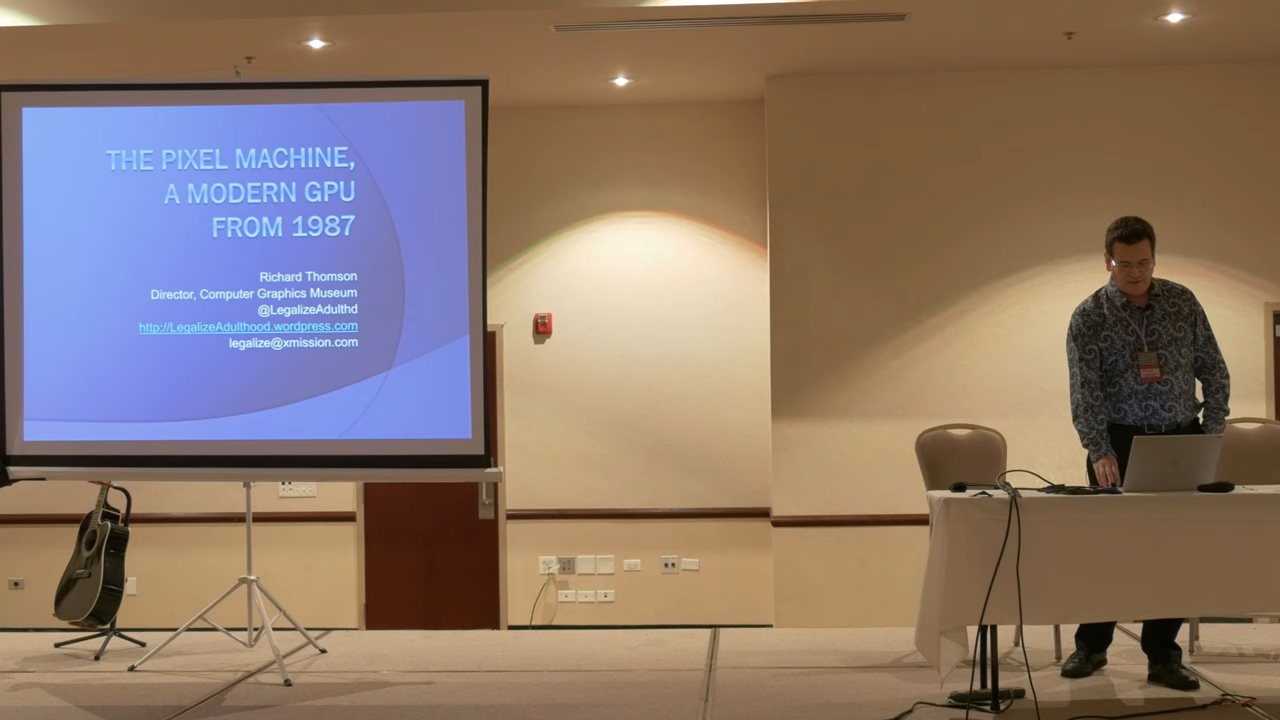 THE PIXEL MACHINE,
A MODERN GPU
FROM 1987
Richard Thomson
Director, Computer Graphics Museum
@LegalizeAdulthd
http://LegalizeAdulthood.wordpress.com
legalize@xmission.com